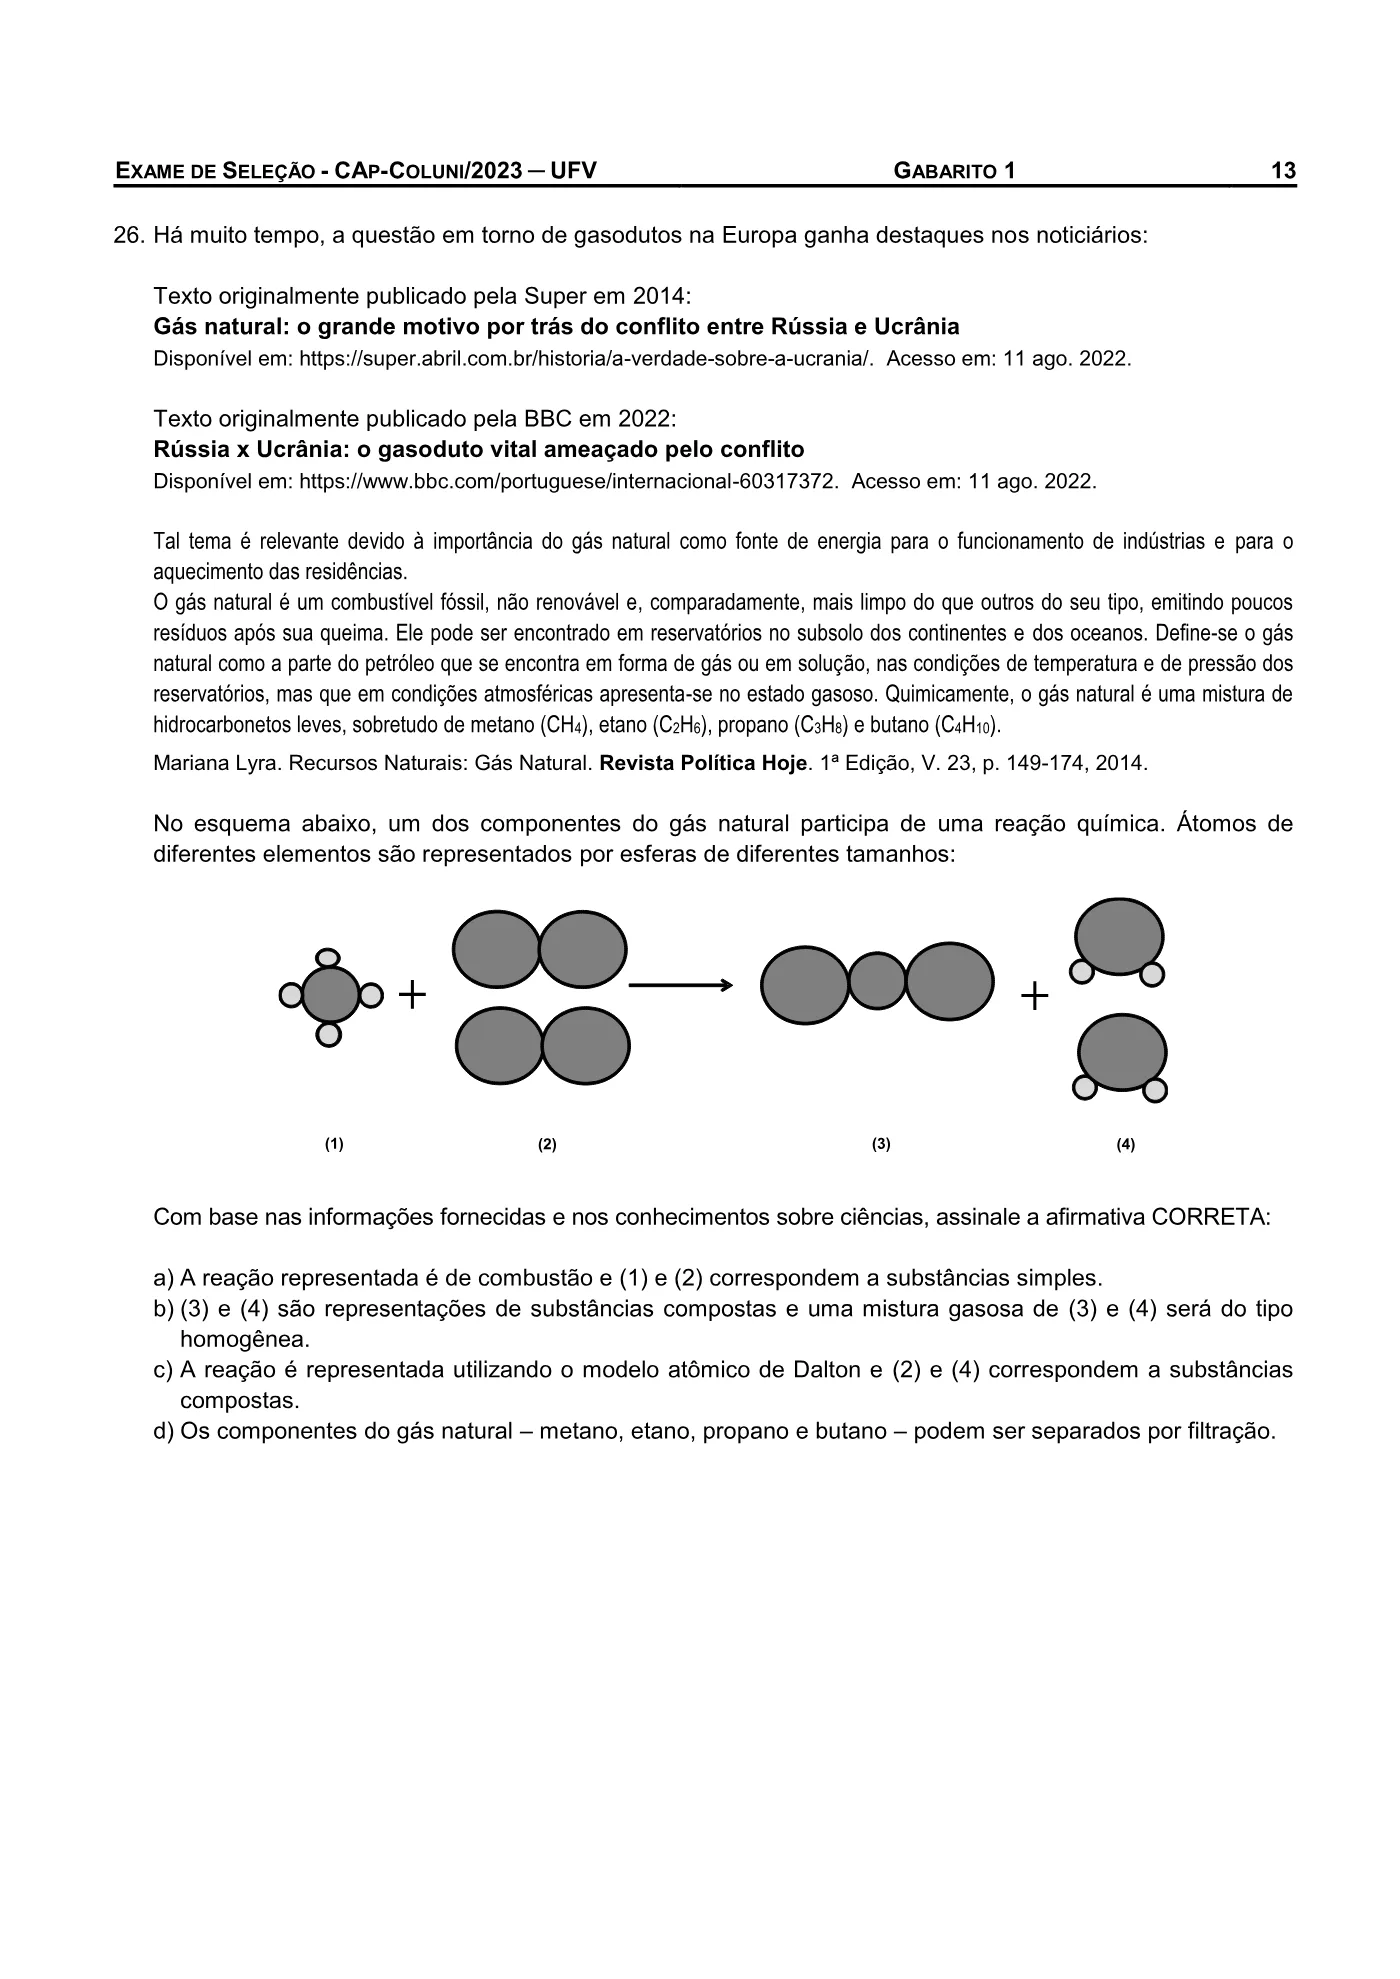 EXAME DE SELEÇÃO - CAP-COLUNI/2023 ─ UFV GABARITO 1 13
26. Há muito tempo, a questão em torno de gasodutos na Europa ganha destaques nos noticiários:
Texto originalmente publicado pela Super em 2014:
Gás natural: o grande motivo por trás do conflito entre Rússia e Ucrânia
Disponível em: https://super.abril.com.br/historia/a-verdade-sobre-a-ucrania/. Acesso em: 11 ago. 2022.
Texto originalmente publicado pela BBC em 2022:
Rússia x Ucrânia: o gasoduto vital ameaçado pelo conflito
Disponível em: https://www.bbc.com/portuguese/internacional-60317372. Acesso em: 11 ago. 2022.
Tal tema é relevante devido à importância do gás natural como fonte de energia para o funcionamento de indústrias e para o
aquecimento das residências.
O gás natural é um combustível fóssil, não renovável e, comparadamente, mais limpo do que outros do seu tipo, emitindo poucos
resíduos após sua queima. Ele pode ser encontrado em reservatórios no subsolo dos continentes e dos oceanos. Define-se o gás
natural como a parte do petróleo que se encontra em forma de gás ou em solução, nas condições de temperatura e de pressão dos
reservatórios, mas que em condições atmosféricas apresenta-se no estado gasoso. Quimicamente, o gás natural é uma mistura de
hidrocarbonetos leves, sobretudo de metano (CH4), etano (C2H6), propano (C3H8) e butano (C4H10).
Mariana Lyra. Recursos Naturais: Gás Natural. Revista Política Hoje. 1ª Edição, V. 23, p. 149-174, 2014.
No esquema abaixo, um dos componentes do gás natural participa de uma reação química. Átomos de
diferentes elementos são representados por esferas de diferentes tamanhos:
+ +
(1) (2) (3) (4)
Com base nas informações fornecidas e nos conhecimentos sobre ciências, assinale a afirmativa CORRETA:
a) A reação representada é de combustão e (1) e (2) correspondem a substâncias simples.
b) (3) e (4) são representações de substâncias compostas e uma mistura gasosa de (3) e (4) será do tipo
homogênea.
c) A reação é representada utilizando o modelo atômico de Dalton e (2) e (4) correspondem a substâncias
compostas.
d) Os componentes do gás natural – metano, etano, propano e butano – podem ser separados por filtração.